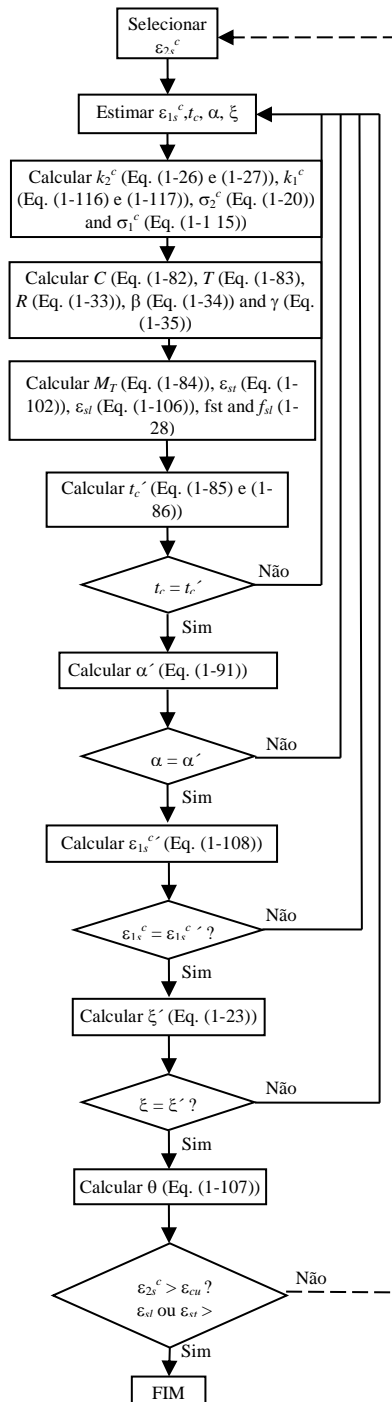 Selecionar
ε2sᶜ
Estimar ε1sᶜ,tc, α, ξ
Calcular k2ᶜ (Eq. (1-26) e (1-27)), k1ᶜ
(Eq. (1-116) e (1-117)), σ2ᶜ (Eq. (1-20))
and σ1ᶜ (Eq. (1-1 15))
Calcular C (Eq. (1-82), T (Eq. (1-83),
R (Eq. (1-33)), β (Eq. (1-34)) and γ (Eq.
(1-35))
Calcular MT (Eq. (1-84)), εst (Eq. (1-
102)), εsl (Eq. (1-106)), fst and fsl (1-
28)
Calcular tc´ (Eq. (1-85) e (1-
86))
tc = tc´
Não
Sim
Calcular α´ (Eq. (1-91))
α = α´
Não
Sim
Calcular ε1sᶜ´ (Eq. (1-108))
ε1sᶜ = ε1sᶜ ´ ?
Não
Sim
Calcular ξ´ (Eq. (1-23))
ξ = ξ´ ?
Não
Sim
Calcular θ (Eq. (1-107))
ε2sᶜ > εcu ?
εsl ou εst >
Não
Sim
FIM